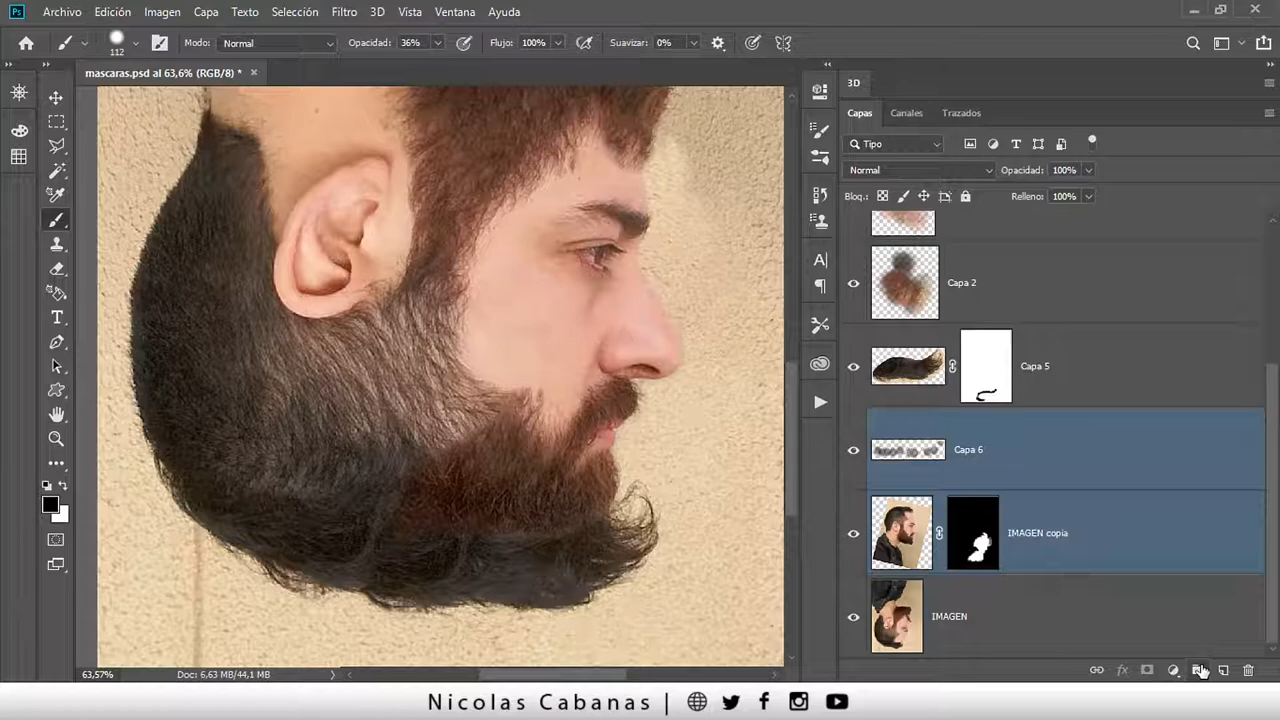 Ps Archivo Edición Imagen Capa Texto Selección Filtro 3D Vista Ventana Ayuda
112 Modo: Normal Opacidad: 36% Flujo: 100% Suavizar: 0%
mascaras.psd al 63,6% (RGB/8) *
3D
Capas Canales Trazados
Tipo
Normal Opacidad: 100%
Bloq.: Relleno: 100%
Capa 2
Capa 5
Capa 6
IMAGEN copia
IMAGEN
63,57% Doc: 6,63 MB/44,1 MB
Nicolas Cabanas |